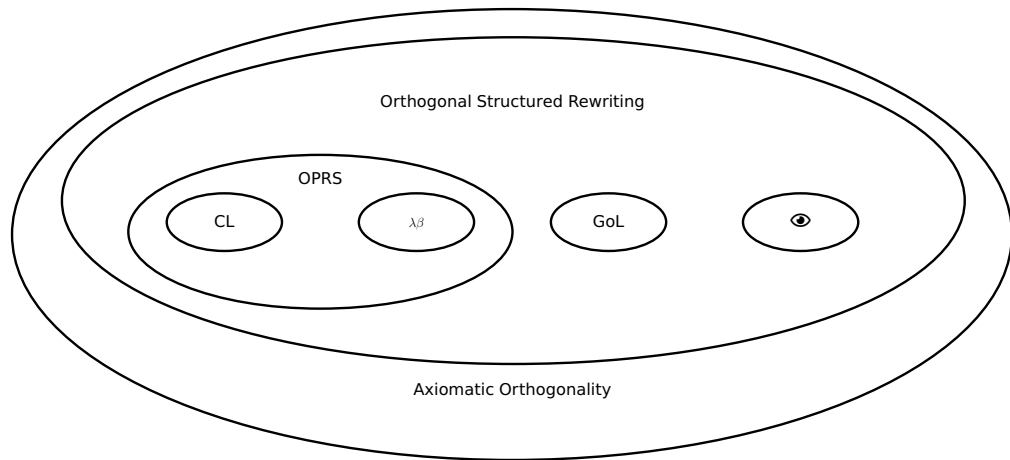 Orthogonal Structured Rewriting
OPRS
CL
λβ
GoL
👁
Axiomatic Orthogonality